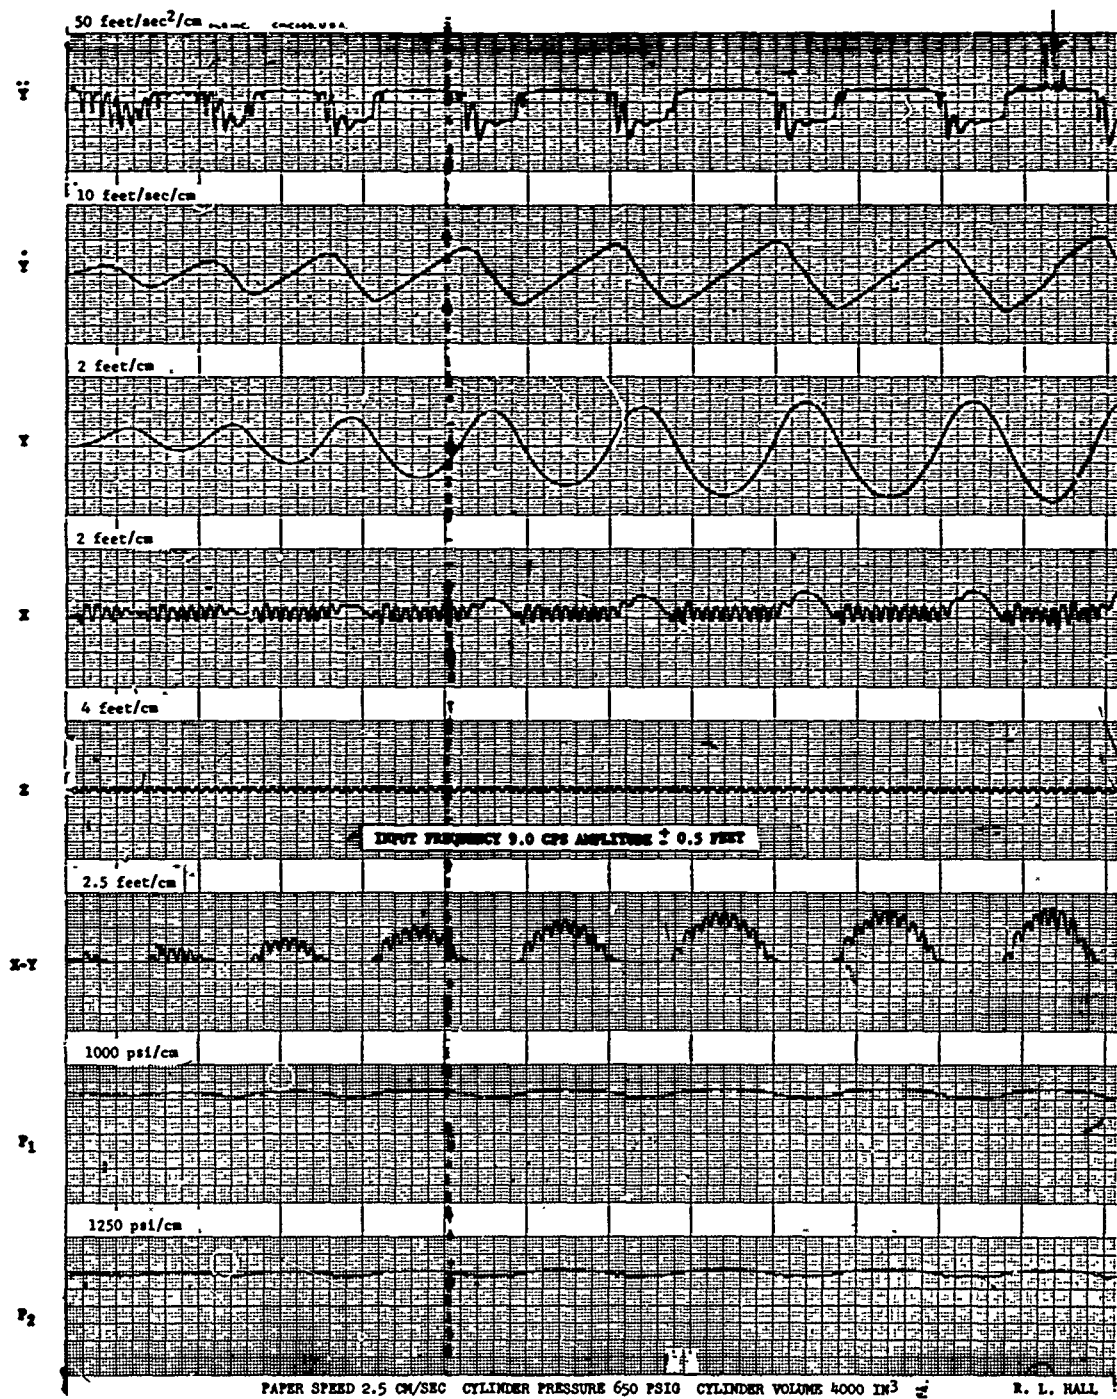 50 feet/sec²/cm
Ÿ
10 feet/sec/cm
Ẏ
2 feet/cm
Y
2 feet/cm
X
4 feet/cm
Z
INPUT FREQUENCY 9.0 CPS AMPLITUDE ± 0.5 FEET
2.5 feet/cm
X-Y
1000 psi/cm
P₁
1250 psi/cm
P₂
PAPER SPEED 2.5 CM/SEC CYLINDER PRESSURE 650 PSIG CYLINDER VOLUME 4000 IN³ R. L. HALL